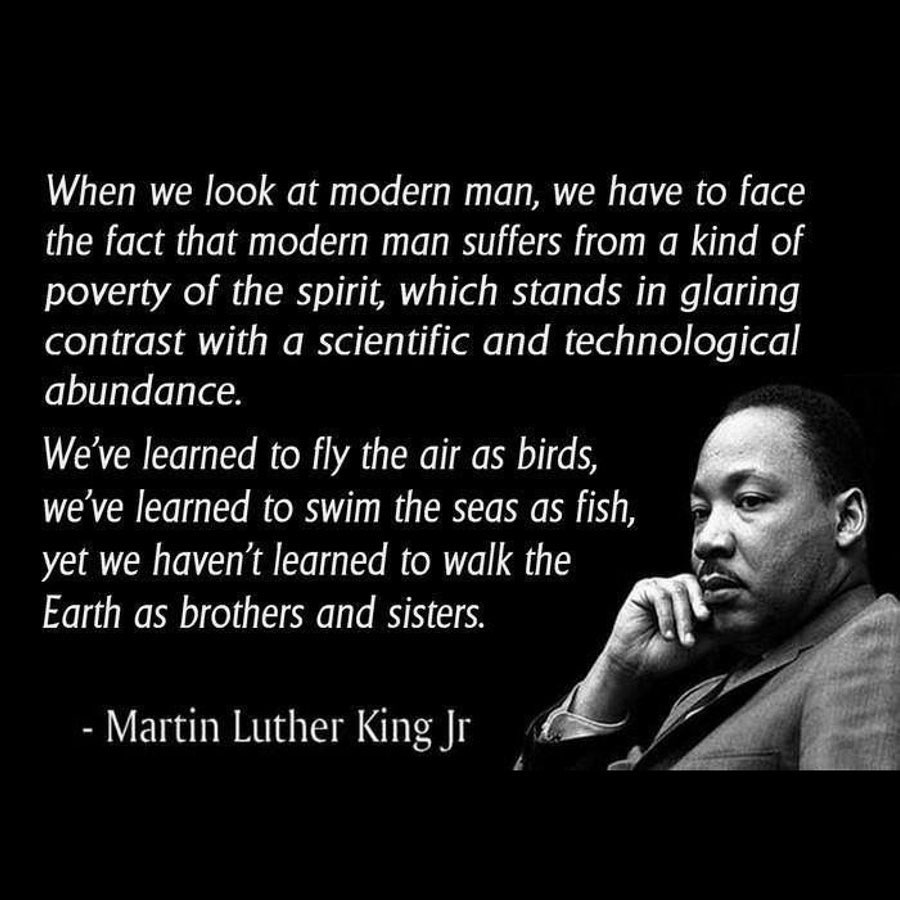 When we look at modern man, we have to face
the fact that modern man suffers from a kind of
poverty of the spirit, which stands in glaring
contrast with a scientific and technological
abundance.
We've learned to fly the air as birds,
we've learned to swim the seas as fish,
yet we haven't learned to walk the
Earth as brothers and sisters.
- Martin Luther King Jr